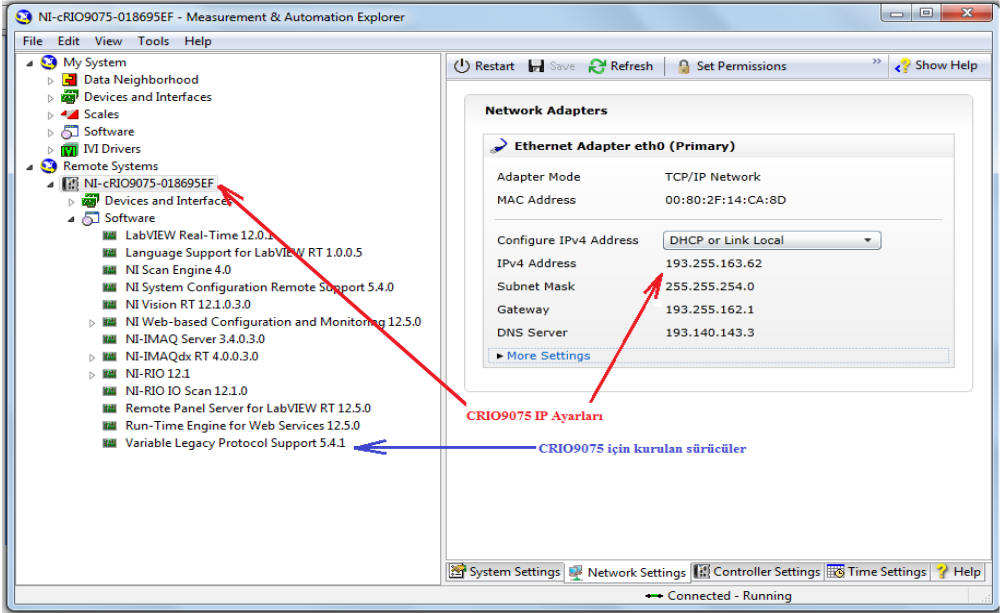 NI-cRIO9075-018695EF - Measurement & Automation Explorer
File Edit View Tools Help
My System
Data Neighborhood
Devices and Interfaces
Scales
Software
IVI Drivers
Remote Systems
NI-cRIO9075-018695EF
Devices and Interfaces
Software
LabVIEW Real-Time 12.0.1
Language Support for LabVIEW RT 1.0.0.5
NI Scan Engine 4.0
NI System Configuration Remote Support 5.4.0
NI Vision RT 12.1.0.3.0
NI Web-based Configuration and Monitoring 12.5.0
NI-IMAQ Server 3.4.0.3.0
NI-IMAQdx RT 4.0.0.3.0
NI-RIO 12.1
NI-RIO IO Scan 12.1.0
Remote Panel Server for LabVIEW RT 12.5.0
Run-Time Engine for Web Services 12.5.0
Variable Legacy Protocol Support 5.4.1
Restart Save Refresh Set Permissions » Show Help
Network Adapters
Ethernet Adapter eth0 (Primary)
Adapter Mode TCP/IP Network
MAC Address 00:80:2F:14:CA:8D
Configure IPv4 Address DHCP or Link Local
IPv4 Address 193.255.163.62
Subnet Mask 255.255.254.0
Gateway 193.255.162.1
DNS Server 193.140.143.3
More Settings
CRIO9075 IP Ayarları
CRIO9075 için kurulan sürücüler
System Settings Network Settings Controller Settings Time Settings Help
Connected - Running